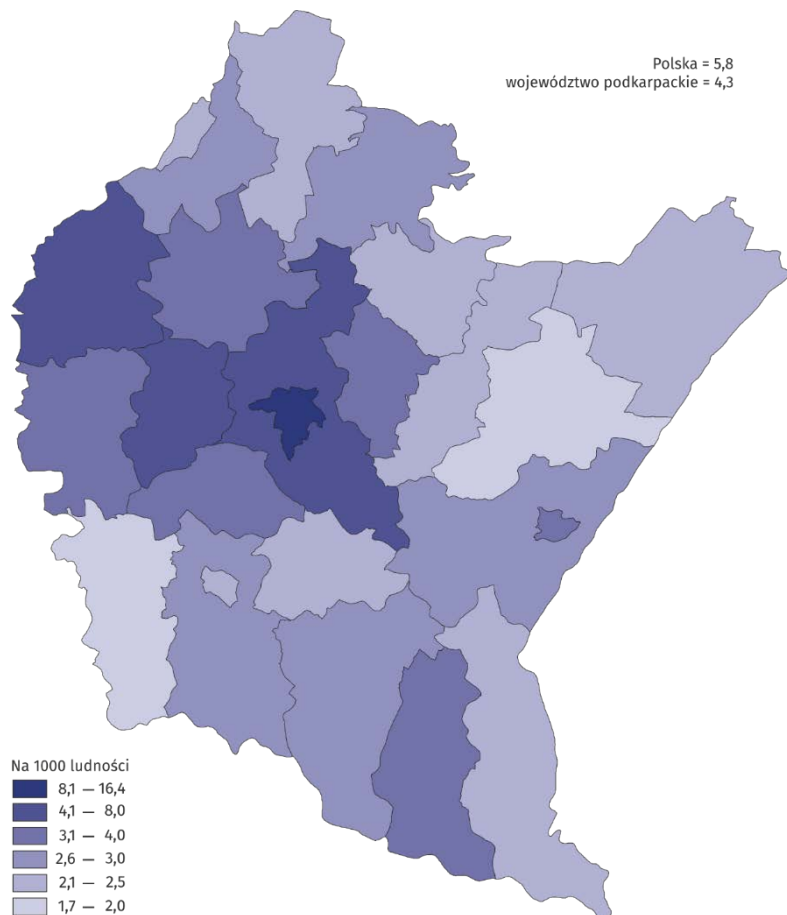 Polska = 5,8
województwo podkarpackie = 4,3
Na 1000 ludności
8,1 — 16,4
4,1 — 8,0
3,1 — 4,0
2,6 — 3,0
2,1 — 2,5
1,7 — 2,0